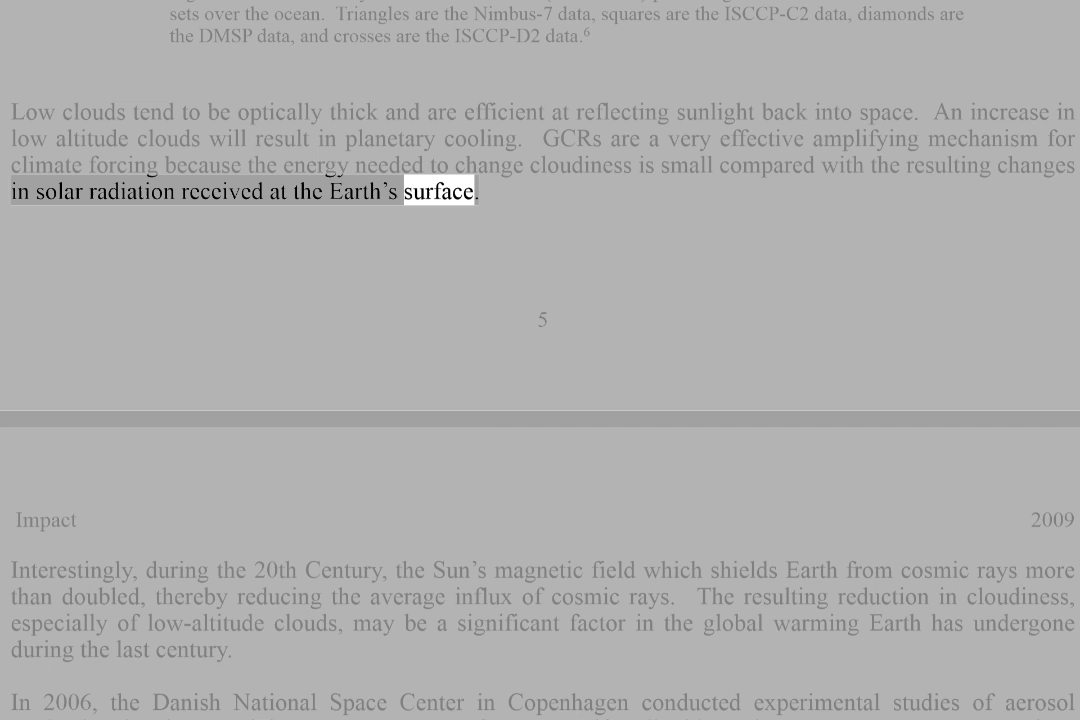 sets over the ocean. Triangles are the Nimbus-7 data, squares are the ISCCP-C2 data, diamonds are
the DMSP data, and crosses are the ISCCP-D2 data.6
Low clouds tend to be optically thick and are efficient at reflecting sunlight back into space. An increase in
low altitude clouds will result in planetary cooling. GCRs are a very effective amplifying mechanism for
climate forcing because the energy needed to change cloudiness is small compared with the resulting changes
in solar radiation received at the Earth's surface.
5
Impact 2009
Interestingly, during the 20th Century, the Sun's magnetic field which shields Earth from cosmic rays more
than doubled, thereby reducing the average influx of cosmic rays. The resulting reduction in cloudiness,
especially of low-altitude clouds, may be a significant factor in the global warming Earth has undergone
during the last century.
In 2006, the Danish National Space Center in Copenhagen conducted experimental studies of aerosol